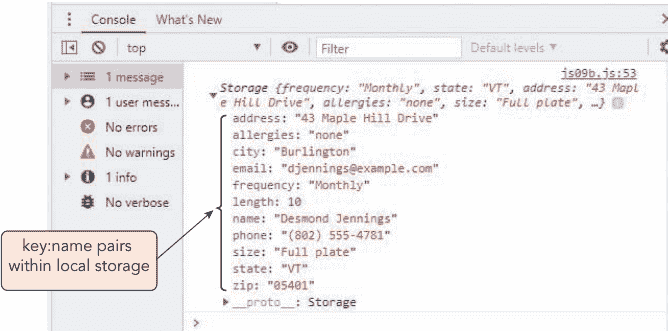 Console What's New
top Filter Default levels
1 message
1 user mess...
No errors
No warnings
1 info
No verbose
js09b.js:53
Storage {frequency: "Monthly", state: "VT", address: "43 Mapl
e Hill Drive", allergies: "none", size: "Full plate", …}
address: "43 Maple Hill Drive"
allergies: "none"
city: "Burlington"
email: "djennings@example.com"
frequency: "Monthly"
length: 10
name: "Desmond Jennings"
phone: "(802) 555-4781"
size: "Full plate"
state: "VT"
zip: "05401"
__proto__: Storage
key:name pairs
within local storage